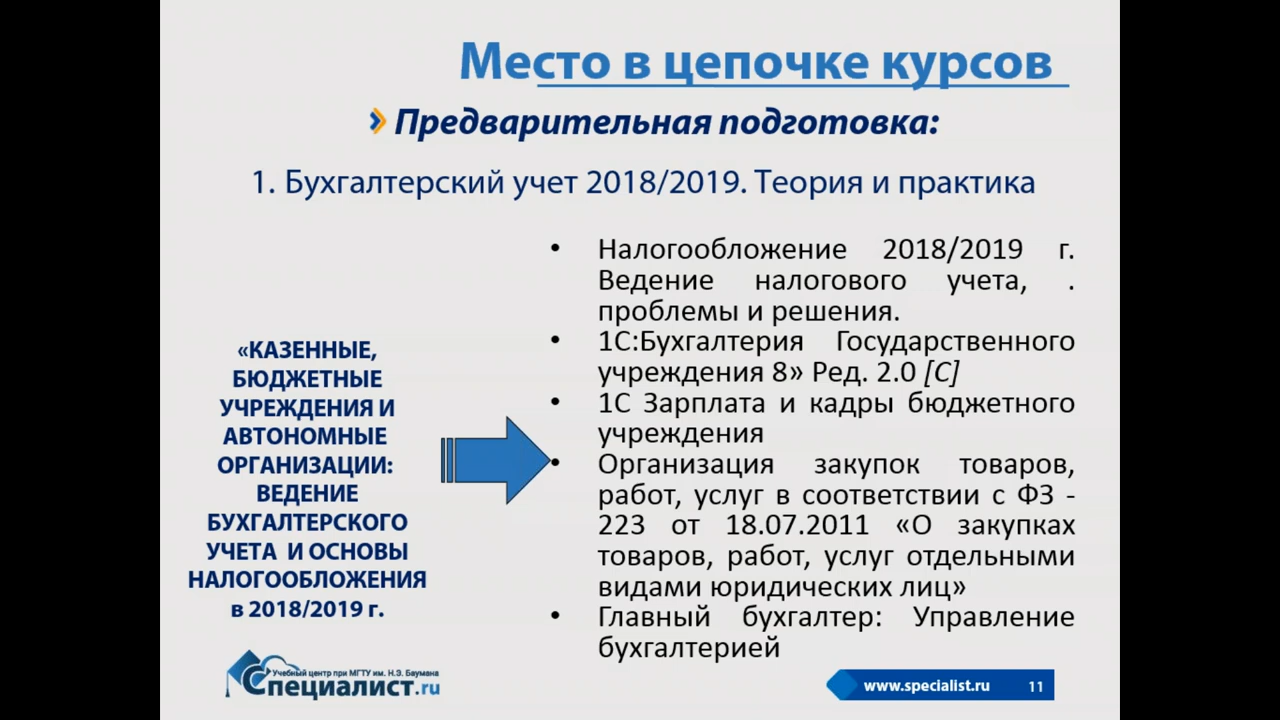 Место в цепочке курсов
Предварительная подготовка:
1. Бухгалтерский учет 2018/2019. Теория и практика
«КАЗЕННЫЕ,
БЮДЖЕТНЫЕ
УЧРЕЖДЕНИЯ И
АВТОНОМНЫЕ
ОРГАНИЗАЦИИ:
ВЕДЕНИЕ
БУХГАЛТЕРСКОГО
УЧЕТА И ОСНОВЫ
НАЛОГООБЛОЖЕНИЯ
в 2018/2019 г.
• Налогообложение 2018/2019 г.
Ведение налогового учета, .
проблемы и решения.
• 1С:Бухгалтерия Государственного
учреждения 8» Ред. 2.0 [С]
• 1С Зарплата и кадры бюджетного
учреждения
• Организация закупок товаров,
работ, услуг в соответствии с ФЗ -
223 от 18.07.2011 «О закупках
товаров, работ, услуг отдельными
видами юридических лиц»
• Главный бухгалтер: Управление
бухгалтерией
Учебный центр при МГТУ им. Н.Э. Баумана
Специалист.ru
www.specialist.ru 11